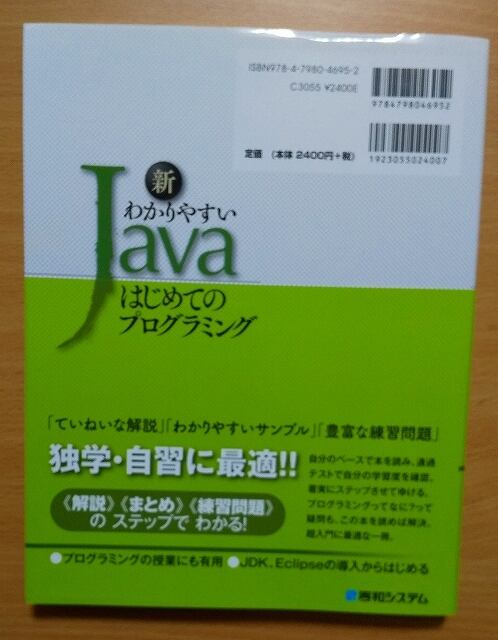 ISBN978-4-7980-4695-2
C3055 ¥2400E
9784798046952
定価 (本体 2400円+税)
1923055024007
新
わかりやすい
Java
はじめての
プログラミング
「ていねいな解説」「わかりやすいサンプル」「豊富な練習問題」
独学・自習に最適!!
《解説》《まとめ》《練習問題》
の ステップで わかる!
自分のペースで本を読み、通過
テストで自分の学習度を確認。
着実にステップさせてゆける。
プログラミングってなに?って
疑問も、この本を読めば解決。
超入門に最適な一冊。
●プログラミングの授業にも有用 ●JDK、Eclipseの導入からはじめる
秀和システム